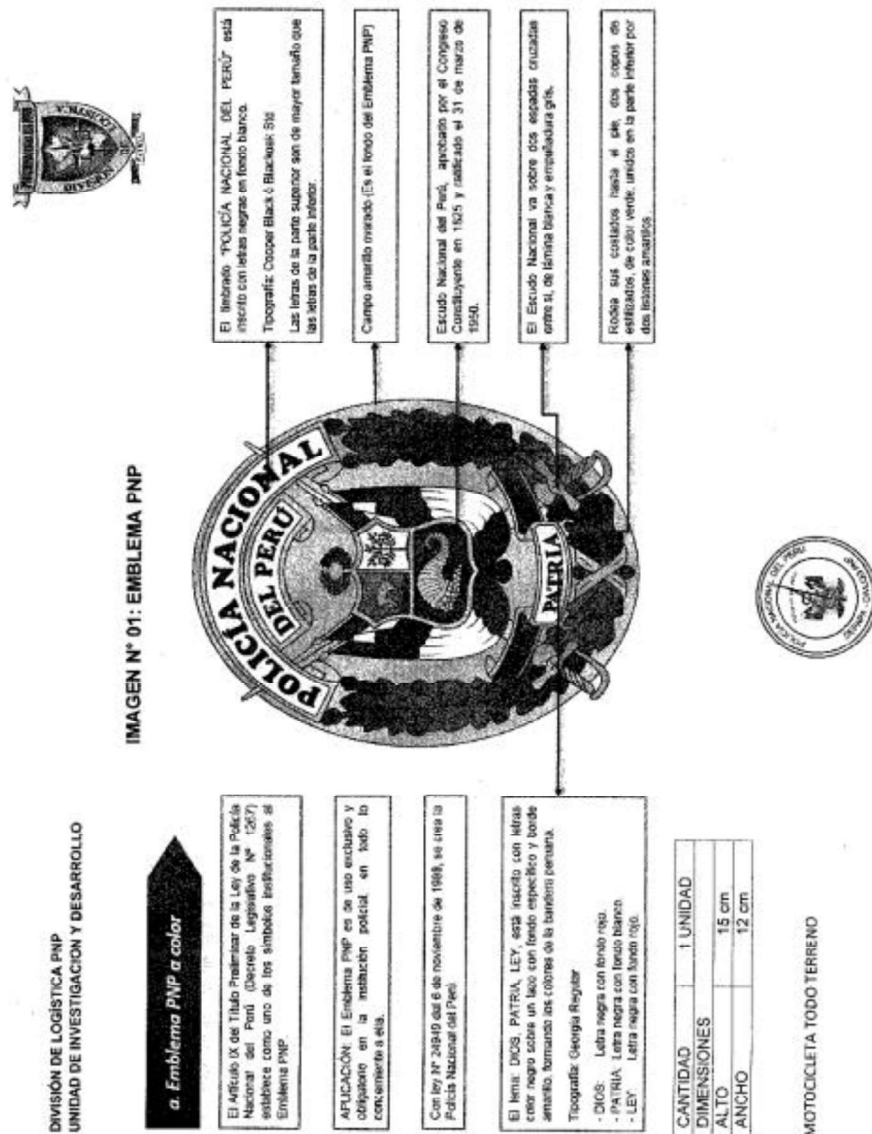 DIVISIÓN DE LOGÍSTICA PNP
UNIDAD DE INVESTIGACION Y DESARROLLO
IMAGEN N° 01: EMBLEMA PNP
a. Emblema PNP a color
El Artículo IX del Título Preliminar de la Ley de la Policía
Nacional del Perú (Decreto Legislativo Nº 1267)
establece como uno de los símbolos institucionales al
Emblema PNP.
APLICACIÓN: El Emblema PNP es de uso exclusivo y
obligatorio en la institución policial, en todo lo
concerniente a ella.
Con ley Nº 24949 del 6 de noviembre de 1988, se crea la
Policía Nacional del Perú
El lema: DIOS, PATRIA, LEY, está inscrito con letras
color negro sobre un lazo con fondo específico y borde
amarillo, formando los colores de la bandera peruana.
Tipografía: Georgia Regular
- DIOS: Letra negra con fondo rojo.
- PATRIA: Letra negra con fondo blanco.
- LEY: Letra negra con fondo rojo.
POLICÍA NACIONAL
DEL PERÚ
PATRIA
El timbrado "POLICÍA NACIONAL DEL PERÚ" está
inscrito con letras negras en fondo blanco.
Tipografía: Cooper Black ó Blackoak Std
Las letras de la parte superior son de mayor tamaño que
las letras de la parte inferior.
Campo amarillo ovalado (Es el fondo del Emblema PNP)
Escudo Nacional del Perú, aprobado por el Congreso
Constituyente en 1825 y ratificado el 31 de marzo de
1950.
El Escudo Nacional va sobre dos espadas cruzadas
entre sí, de lámina blanca y empuñadura gris.
Rodea sus costados hasta el pie, dos copos de
estilizados, de color verde, unidos en la parte inferior por
dos listones amarillos.
CANTIDAD 1 UNIDAD
DIMENSIONES
ALTO 15 cm
ANCHO 12 cm
POLICIA NACIONAL DEL PERU
MOTOCICLETA TODO TERRENO